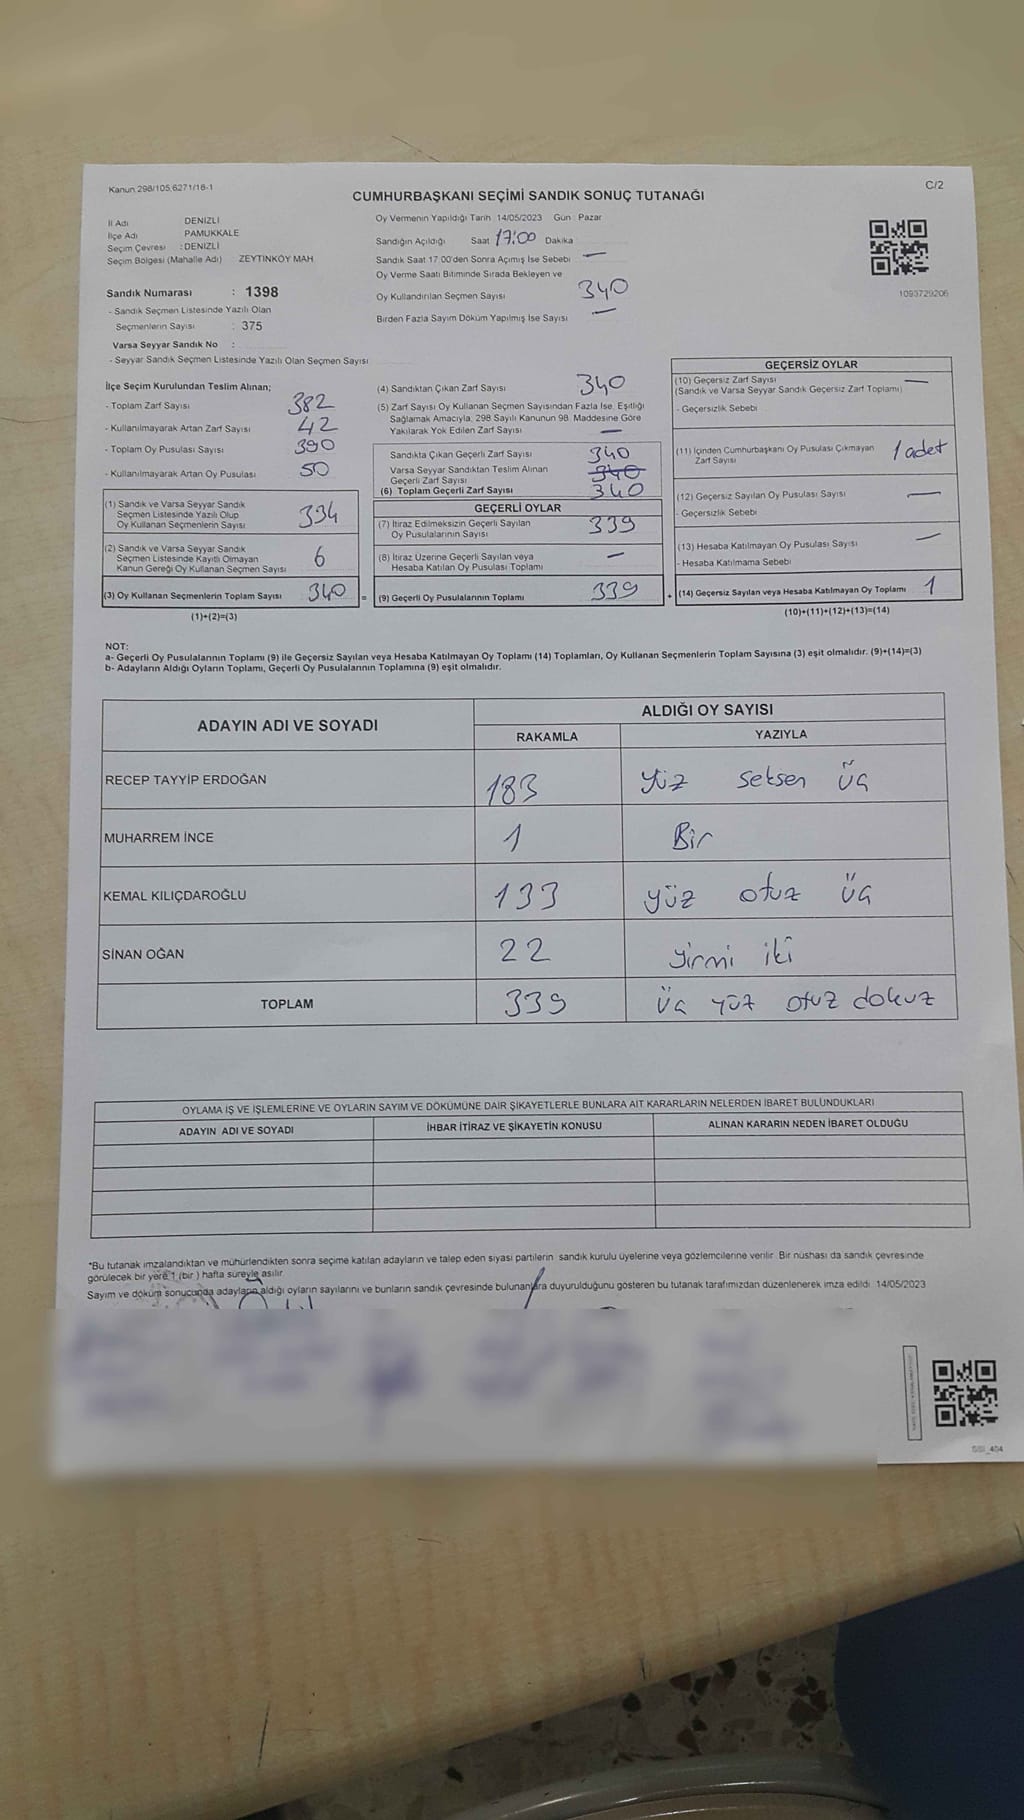 Kanun 298/105,6271/18-1
C/2
CUMHURBAŞKANI SEÇİMİ SANDIK SONUÇ TUTANAĞI
İl Adı DENİZLİ
İlçe Adı PAMUKKALE
Seçim Çevresi : DENİZLİ
Seçim Bölgesi (Mahalle Adı) ZEYTİNKÖY MAH
Sandık Numarası : 1398
- Sandık Seçmen Listesinde Yazılı Olan
Seçmenlerin Sayısı : 375
Varsa Seyyar Sandık No :
- Seyyar Sandık Seçmen Listesinde Yazılı Olan Seçmen Sayısı
Oy Vermenin Yapıldığı Tarih 14/05/2023 Gün : Pazar
Sandığın Açıldığı Saat 17:00 Dakika
Sandık Saat 17.00'den Sonra Açımış İse Sebebi —
Oy Verme Saati Bitiminde Sırada Bekleyen ve
Oy Kullandırılan Seçmen Sayısı 340
Birden Fazla Sayım Döküm Yapılmış İse Sayısı —
1093729206
İlçe Seçim Kurulundan Teslim Alınan;
- Toplam Zarf Sayısı 382
- Kullanılmayarak Artan Zarf Sayısı 42
- Toplam Oy Pusulası Sayısı 390
- Kullanılmayarak Artan Oy Pusulası 50
(1) Sandık ve Varsa Seyyar Sandık
Seçmen Listesinde Yazılı Olup
Oy Kullanan Seçmenlerin Sayısı 334
(2) Sandık ve Varsa Seyyar Sandık
Seçmen Listesinde Kayıtlı Olmayan
Kanun Gereği Oy Kullanan Seçmen Sayısı 6
(3) Oy Kullanan Seçmenlerin Toplam Sayısı 340 =
(1)+(2)=(3)
(4) Sandıktan Çıkan Zarf Sayısı 340
(5) Zarf Sayısı Oy Kullanan Seçmen Sayısından Fazla İse, Eşitliği
Sağlamak Amacıyla, 298 Sayılı Kanunun 98. Maddesine Göre
Yakılarak Yok Edilen Zarf Sayısı —
Sandıkta Çıkan Geçerli Zarf Sayısı 340
Varsa Seyyar Sandıktan Teslim Alınan
Geçerli Zarf Sayısı 340
(6) Toplam Geçerli Zarf Sayısı 340
GEÇERLİ OYLAR
(7) İtiraz Edilmeksizin Geçerli Sayılan
Oy Pusulalarının Sayısı 339
(8) İtiraz Üzerine Geçerli Sayılan veya
Hesaba Katılan Oy Pusulası Toplamı —
(9) Geçerli Oy Pusulalarının Toplamı 339 +
GEÇERSİZ OYLAR
(10) Geçersiz Zarf Sayısı —
(Sandık ve Varsa Seyyar Sandık Geçersiz Zarf Toplamı)
- Geçersizlik Sebebi
(11) İçinden Cumhurbaşkanı Oy Pusulası Çıkmayan
Zarf Sayısı 1 adet
(12) Geçersiz Sayılan Oy Pusulası Sayısı —
- Geçersizlik Sebebi
(13) Hesaba Katılmayan Oy Pusulası Sayısı —
- Hesaba Katılmama Sebebi
(14) Geçersiz Sayılan veya Hesaba Katılmayan Oy Toplamı 1
(10)+(11)+(12)+(13)=(14)
NOT:
a- Geçerli Oy Pusulalarının Toplamı (9) ile Geçersiz Sayılan veya Hesaba Katılmayan Oy Toplamı (14) Toplamları, Oy Kullanan Seçmenlerin Toplam Sayısına (3) eşit olmalıdır. (9)+(14)=(3)
b- Adayların Aldığı Oyların Toplamı, Geçerli Oy Pusulalarının Toplamına (9) eşit olmalıdır.
ADAYIN ADI VE SOYADI
ALDIĞI OY SAYISI
RAKAMLA YAZIYLA
RECEP TAYYİP ERDOĞAN 183 yüz seksen üç
MUHARREM İNCE 1 Bir
KEMAL KILIÇDAROĞLU 133 yüz otuz üç
SİNAN OĞAN 22 yirmi iki
TOPLAM 339 üç yüz otuz dokuz
OYLAMA İŞ VE İŞLEMLERİNE VE OYLARIN SAYIM VE DÖKÜMÜNE DAİR ŞİKAYETLERLE BUNLARA AİT KARARLARIN NELERDEN İBARET BULUNDUKLARI
ADAYIN ADI VE SOYADI İHBAR İTİRAZ VE ŞİKAYETİN KONUSU ALINAN KARARIN NEDEN İBARET OLDUĞU
*Bu tutanak imzalandıktan ve mühürlendikten sonra seçime katılan adayların ve talep eden siyasi partilerin sandık kurulu üyelerine veya gözlemcilerine verilir. Bir nüshası da sandık çevresinde
görülecek bir yere 1 (bir ) hafta süreyle asılır
Sayım ve döküm sonucunda adayların aldığı oyların sayılarını ve bunların sandık çevresinde bulunanlara duyurulduğunu gösteren bu tutanak tarafımızdan düzenlenerek imza edildi. 14/05/2023
SSI_404